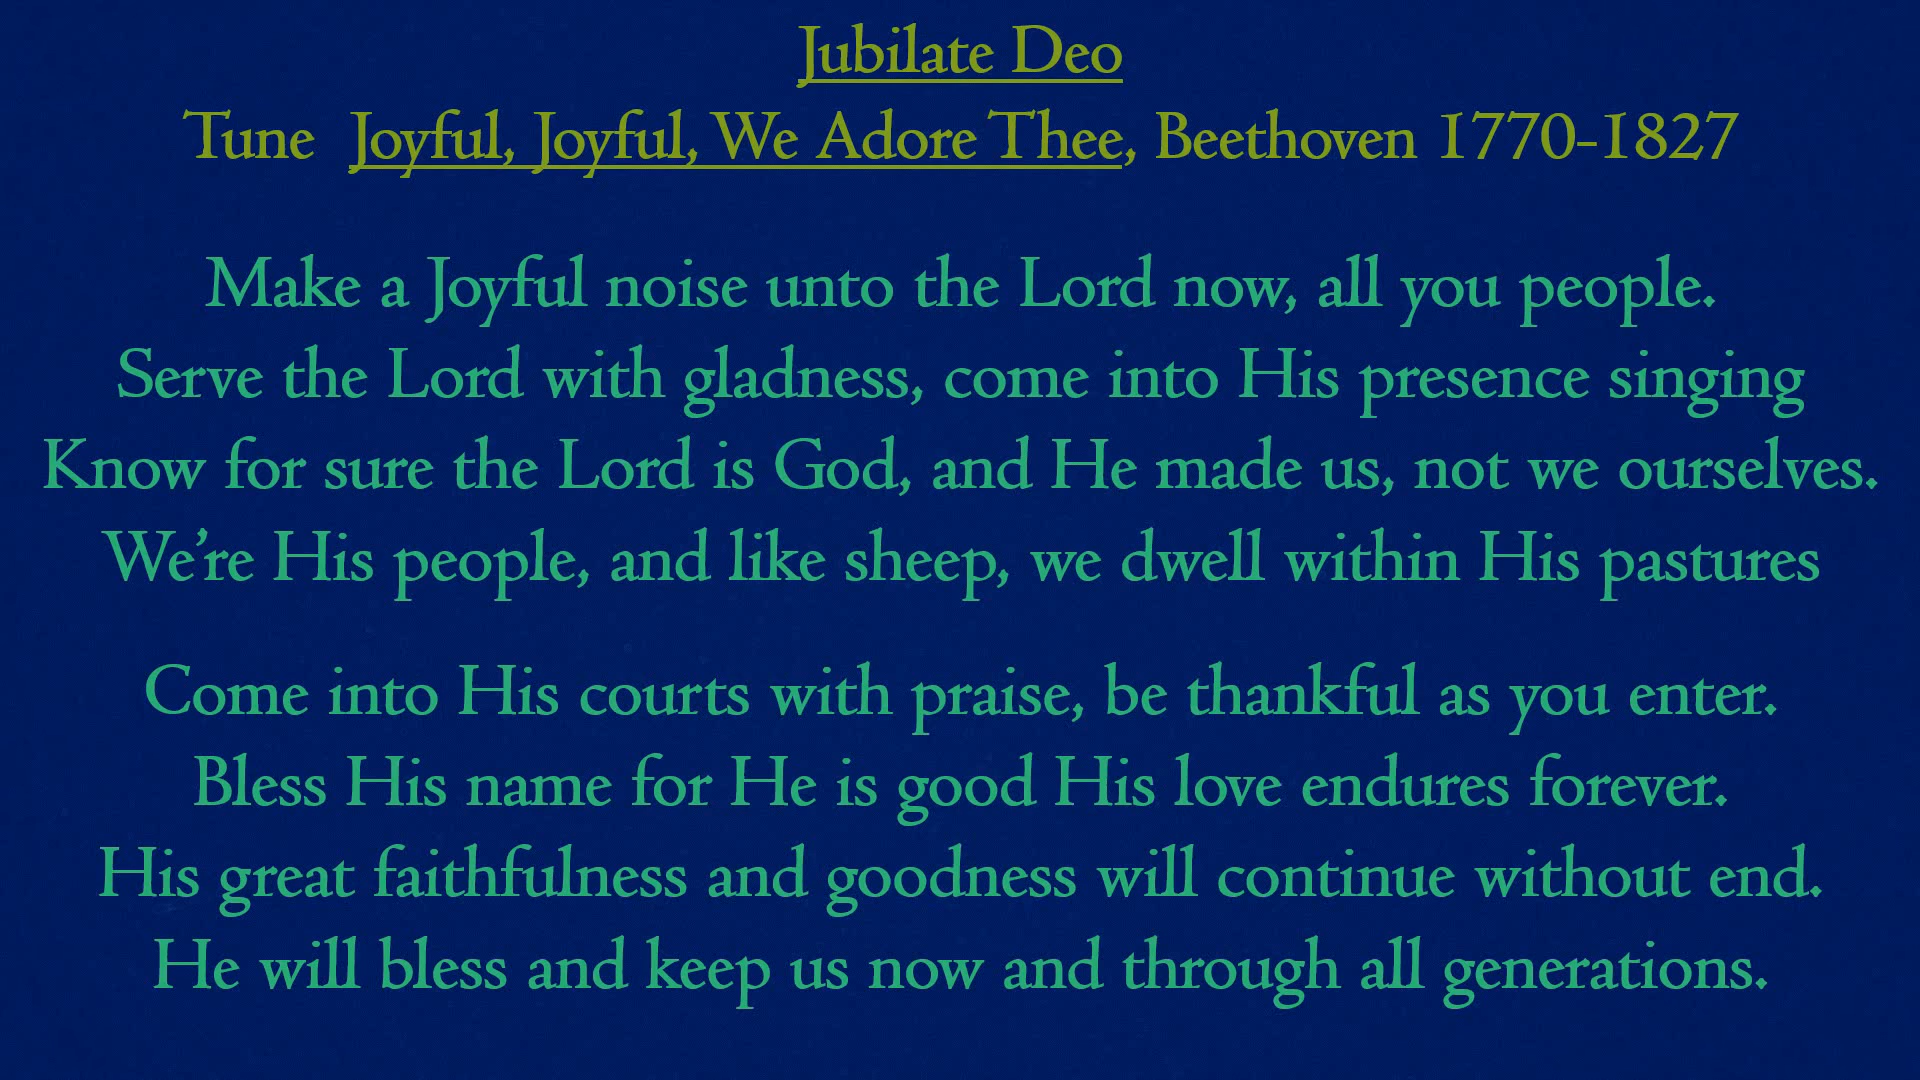 Jubilate Deo
Tune Joyful, Joyful, We Adore Thee, Beethoven 1770-1827
Make a Joyful noise unto the Lord now, all you people.
Serve the Lord with gladness, come into His presence singing
Know for sure the Lord is God, and He made us, not we ourselves.
We’re His people, and like sheep, we dwell within His pastures
Come into His courts with praise, be thankful as you enter.
Bless His name for He is good His love endures forever.
His great faithfulness and goodness will continue without end.
He will bless and keep us now and through all generations.